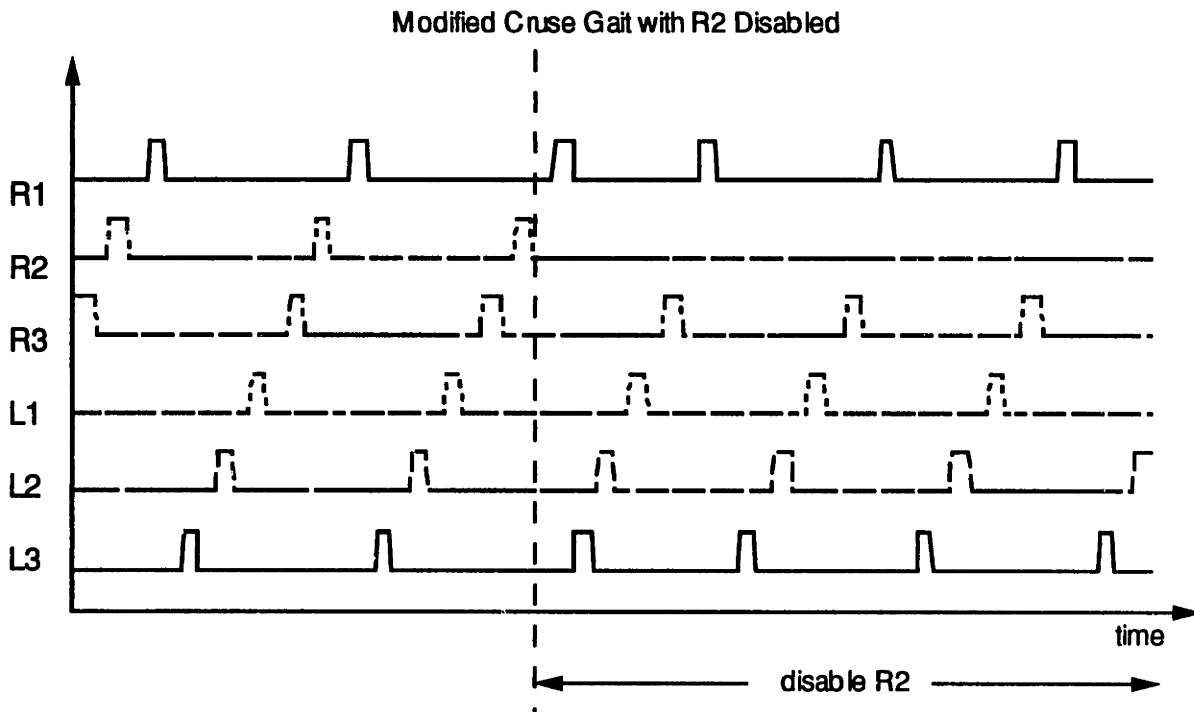 Modified Cruse Gait with R2 Disabled
R1
R2
R3
L1
L2
L3
time
disable R2